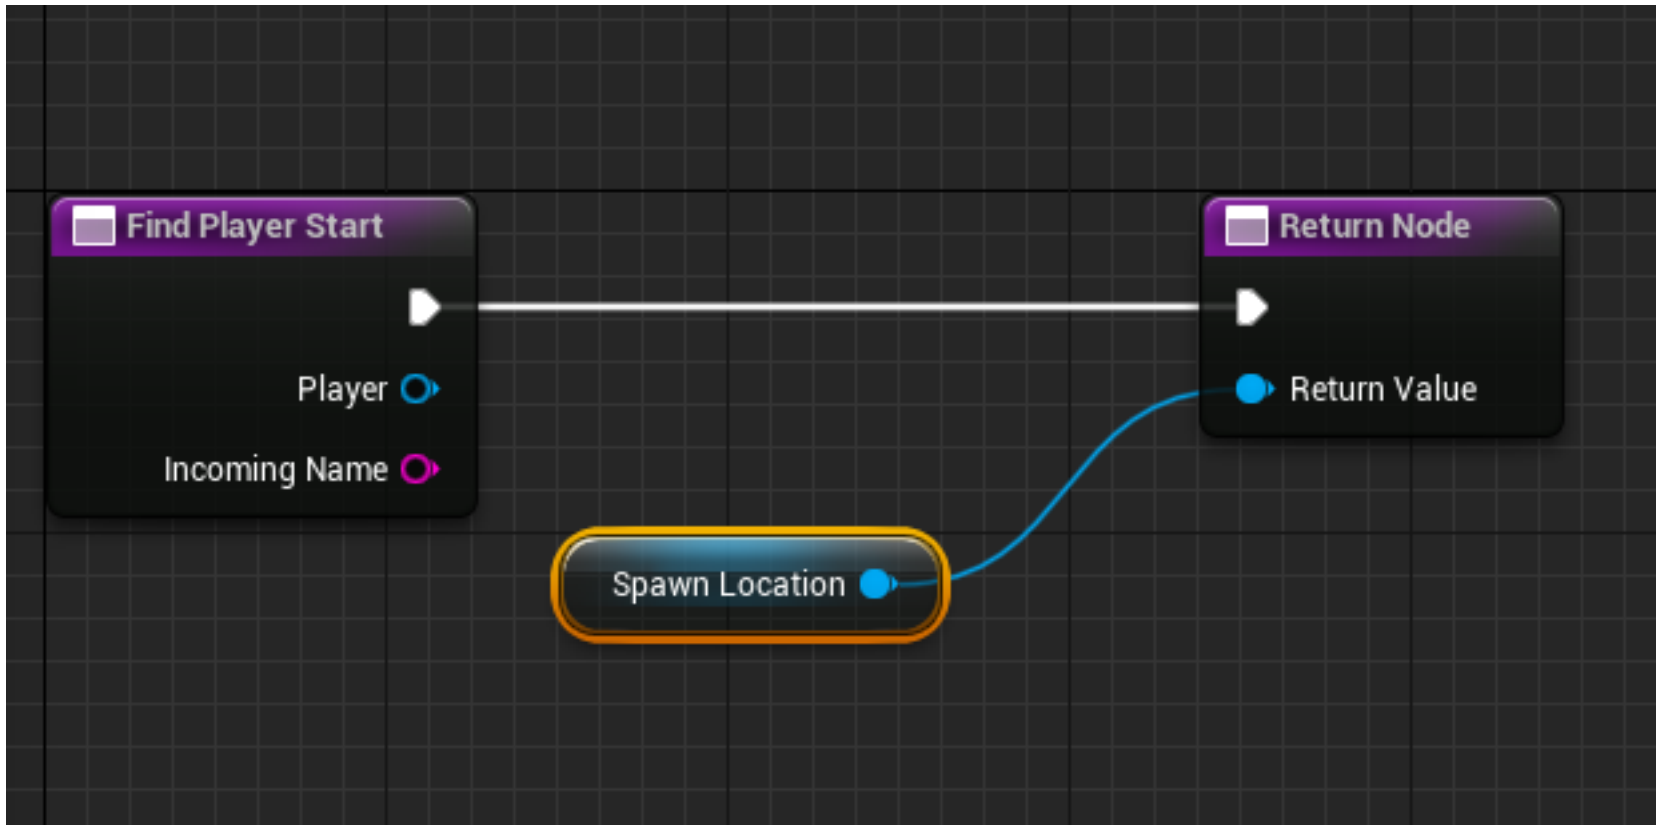 Find Player Start
Return Node
Player
Return Value
Incoming Name
Spawn Location